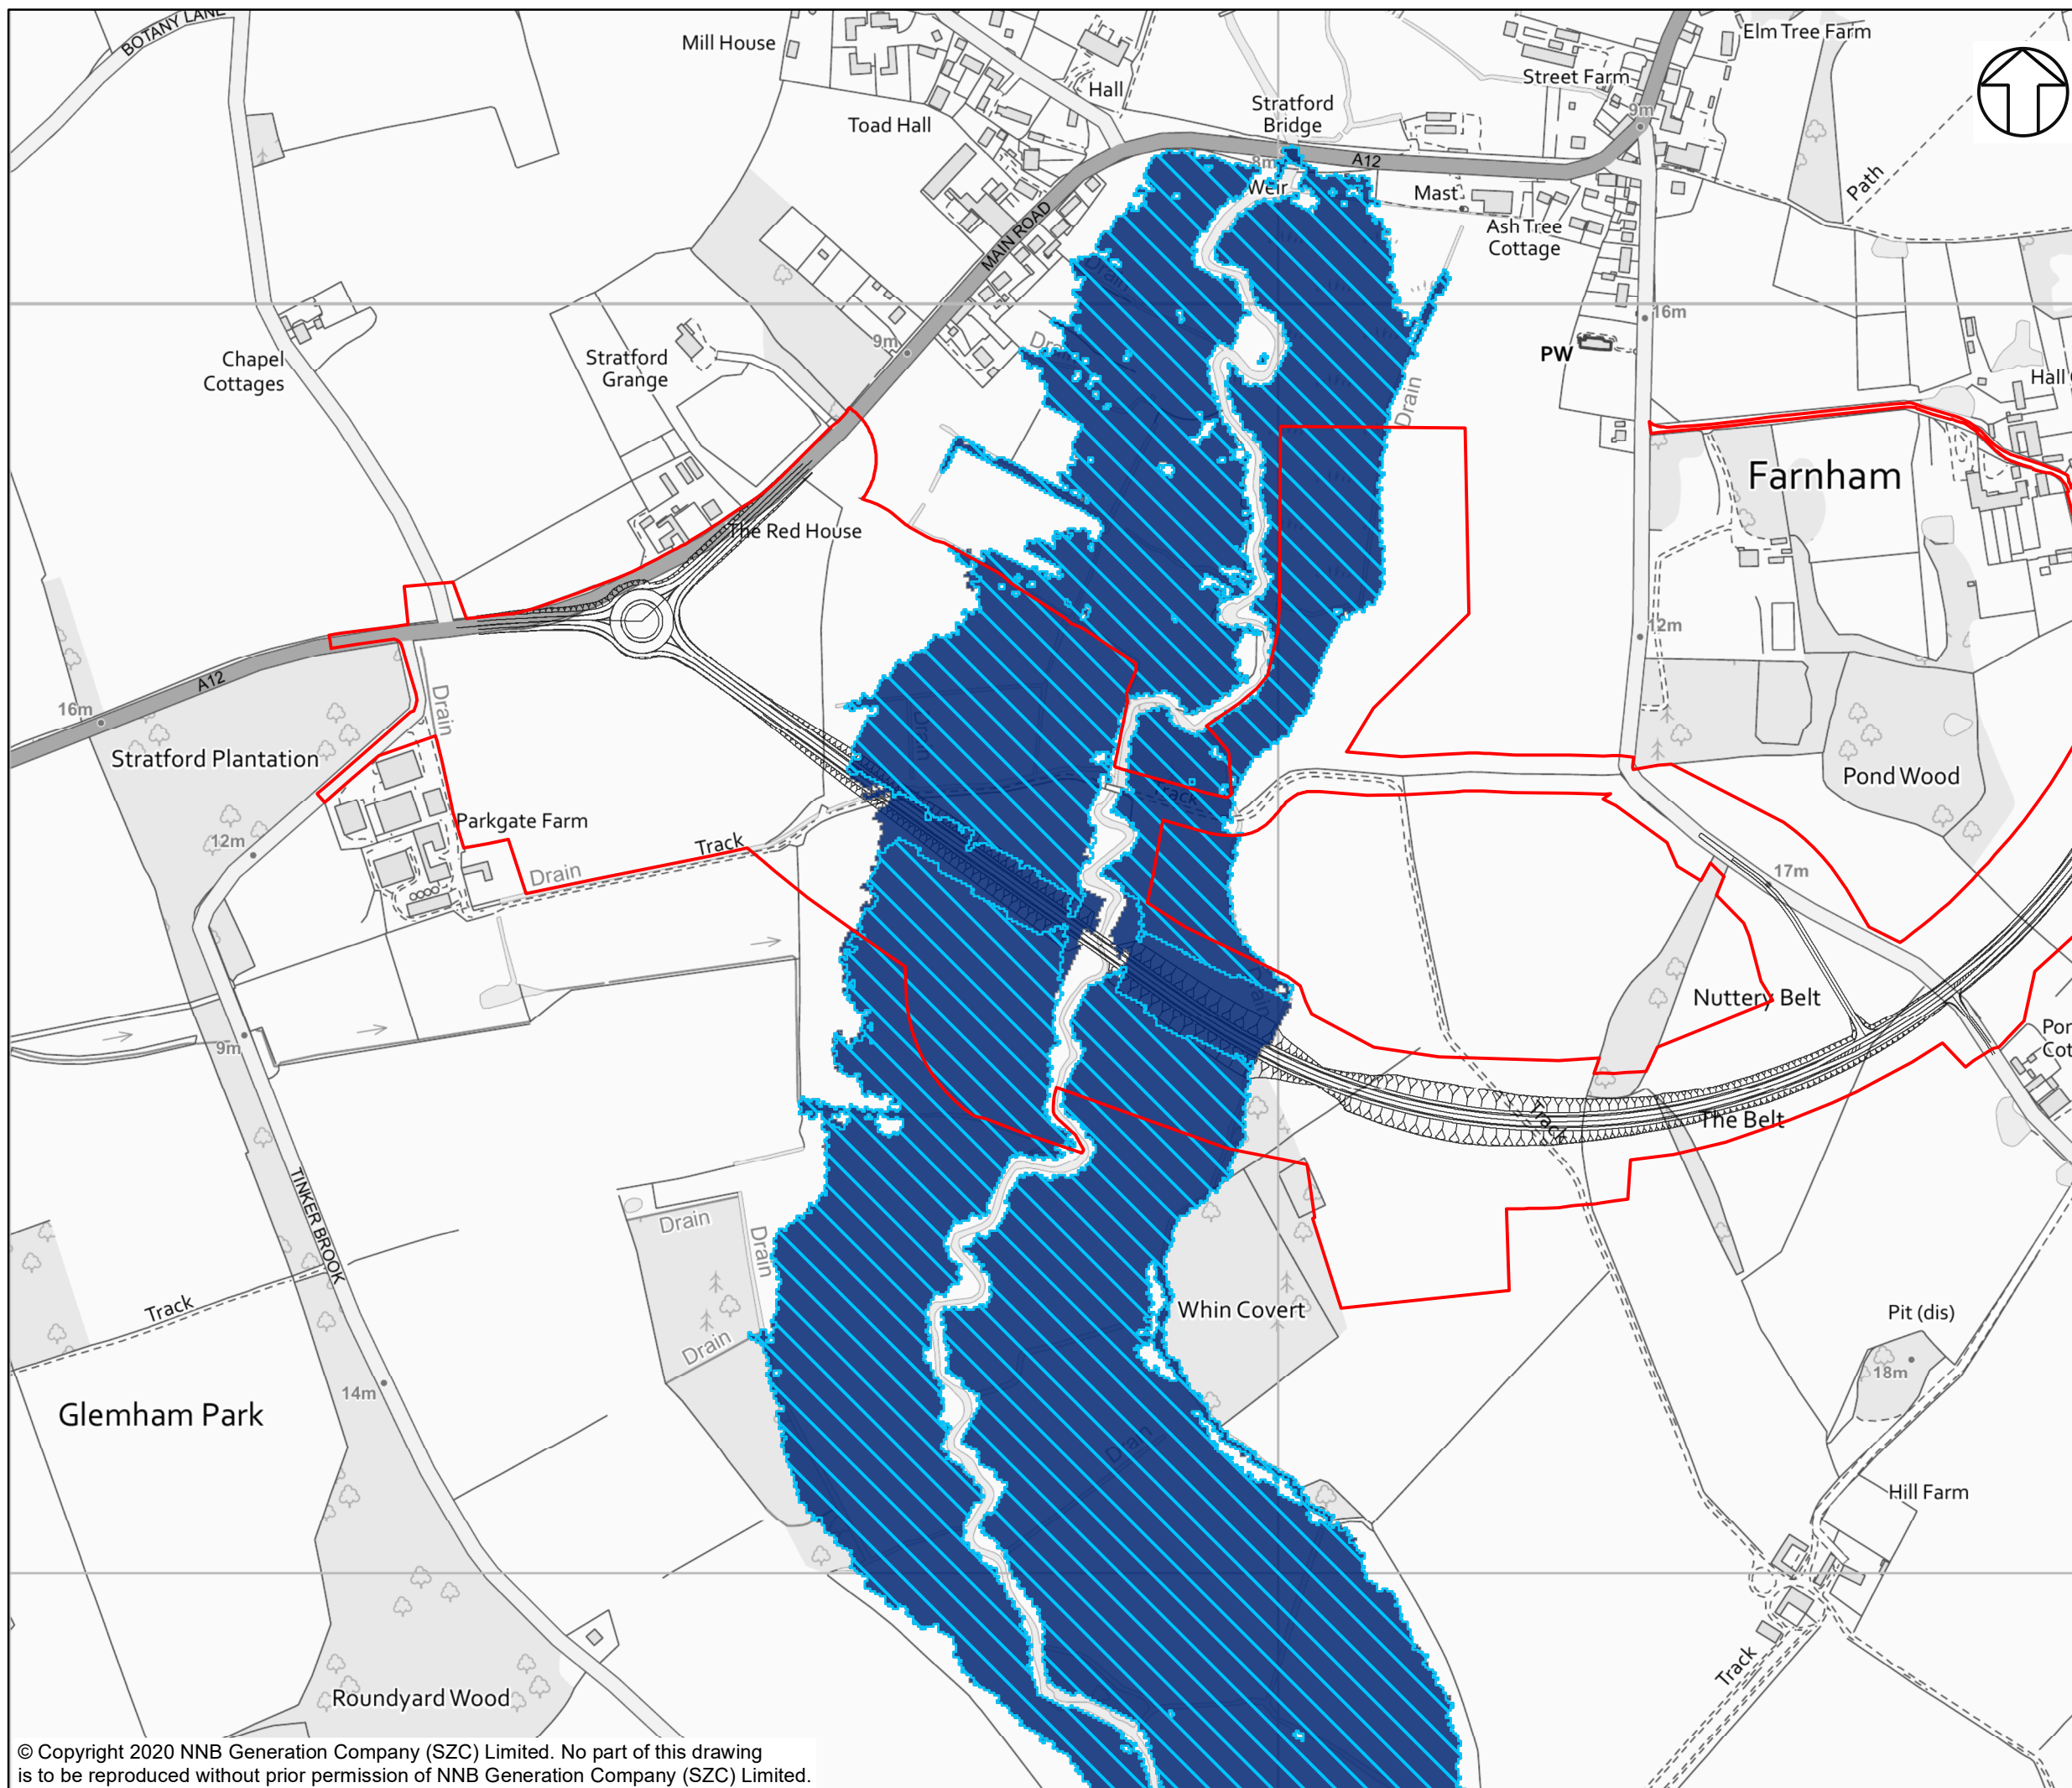 BOTANY LANE
Mill House
Elm Tree Farm
Street Farm
Hall
Stratford
Bridge
9m
Toad Hall
A12
8m
Weir
Mast
Path
Ash Tree
Cottage
MAIN ROAD
Drain
16m
Chapel
Cottages
Stratford
Grange
9m
PW
Hall
Drain
Farnham
The Red House
12m
A12
16m
Drain
Drain
Stratford Plantation
Pond Wood
Track
Parkgate Farm
12m
Track
Drain
17m
Drain
Nuttery Belt
9m
Track
The Belt
TINKER BROOK
Drain
Drain
Whin Covert
Track
Drain
Pit (dis)
18m
14m
Glemham Park
Drain
Hill Farm
Track
Roundyard Wood
© Copyright 2020 NNB Generation Company (SZC) Limited. No part of this drawing
is to be reproduced without prior permission of NNB Generation Company (SZC) Limited.